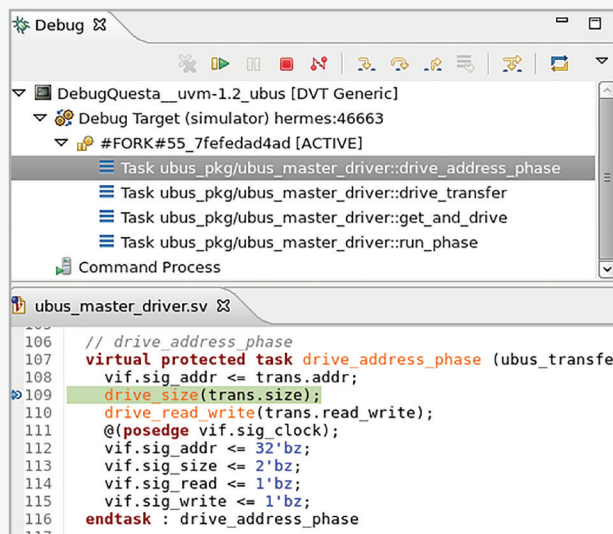 Debug
DebugQuesta__uvm-1.2_ubus [DVT Generic]
Debug Target (simulator) hermes:46663
#FORK#55_7fefedad4ad [ACTIVE]
Task ubus_pkg/ubus_master_driver::drive_address_phase
Task ubus_pkg/ubus_master_driver::drive_transfer
Task ubus_pkg/ubus_master_driver::get_and_drive
Task ubus_pkg/ubus_master_driver::run_phase
Command Process
ubus_master_driver.sv
106 // drive_address_phase
107 virtual protected task drive_address_phase (ubus_transfe
108 vif.sig_addr <= trans.addr;
109 drive_size(trans.size);
110 drive_read_write(trans.read_write);
111 @(posedge vif.sig_clock);
112 vif.sig_addr <= 32'bz;
113 vif.sig_size <= 2'bz;
114 vif.sig_read <= 1'bz;
115 vif.sig_write <= 1'bz;
116 endtask : drive_address_phase